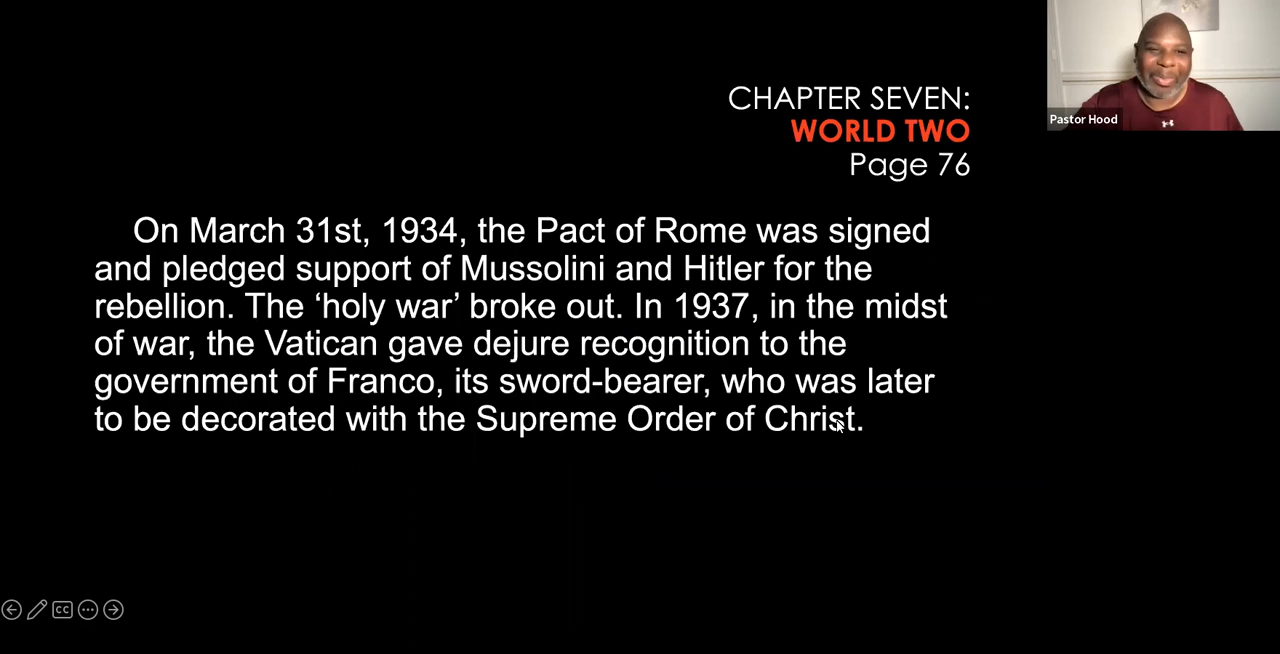 Pastor Hood
CHAPTER SEVEN:
WORLD TWO
Page 76
On March 31st, 1934, the Pact of Rome was signed
and pledged support of Mussolini and Hitler for the
rebellion. The ‘holy war’ broke out. In 1937, in the midst
of war, the Vatican gave dejure recognition to the
government of Franco, its sword-bearer, who was later
to be decorated with the Supreme Order of Christ.
CC